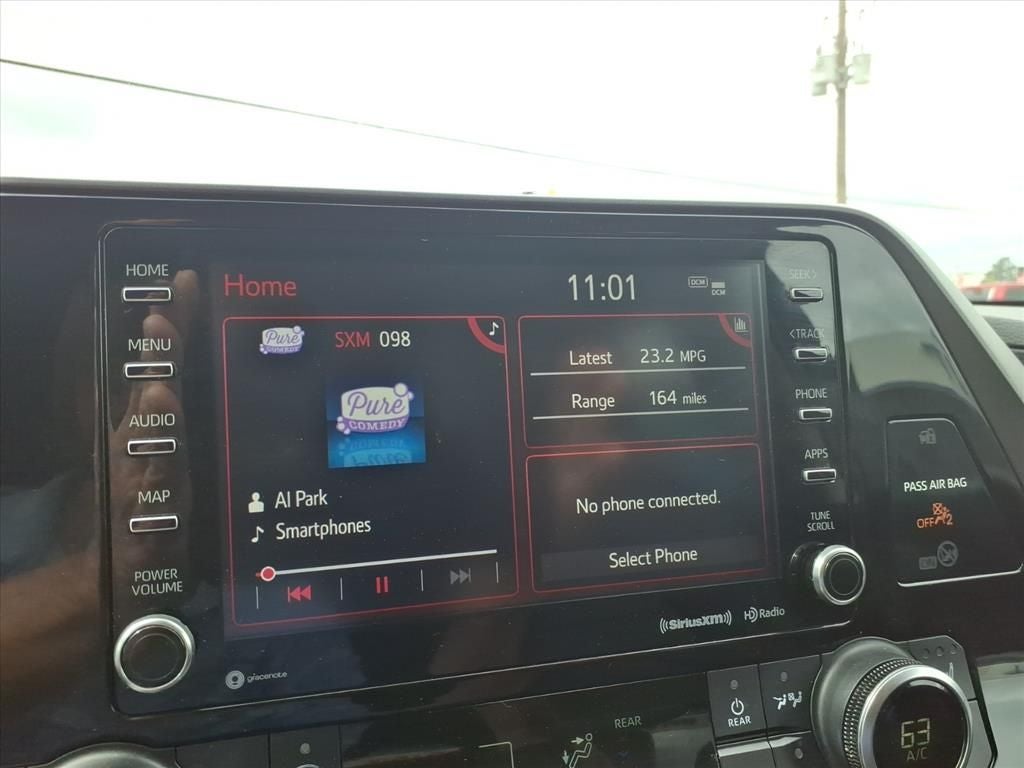 HOME
MENU
AUDIO
MAP
POWER
VOLUME
Home
11:01
DCM
DCM
Pure
COMEDY
SXM 098
Pure
COMEDY
Al Park
Smartphones
Latest 23.2 MPG
Range 164 miles
No phone connected.
Select Phone
SEEK>
<TRACK
PHONE
APPS
TUNE
SCROLL
gracenote
((SiriusXM))
HD Radio
PASS AIR BAG
OFF 2
REAR
REAR
63
A/C